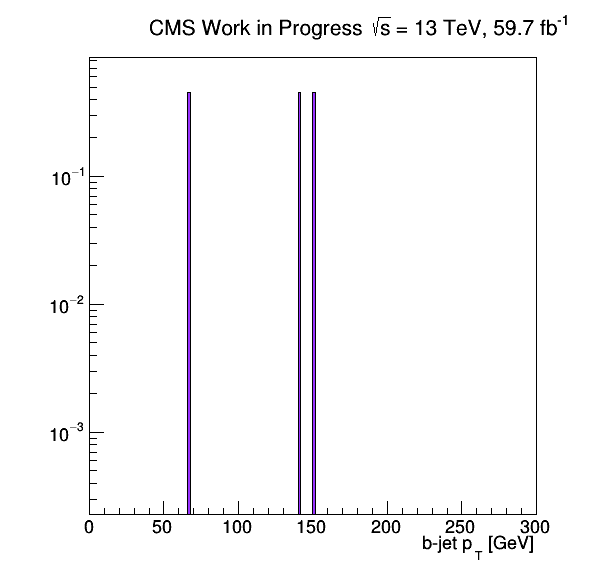 CMS Work in Progress √s = 13 TeV, 59.7 fb⁻¹
10⁻¹
10⁻²
10⁻³
0 50 100 150 200 250 300
b-jet p_T [GeV]